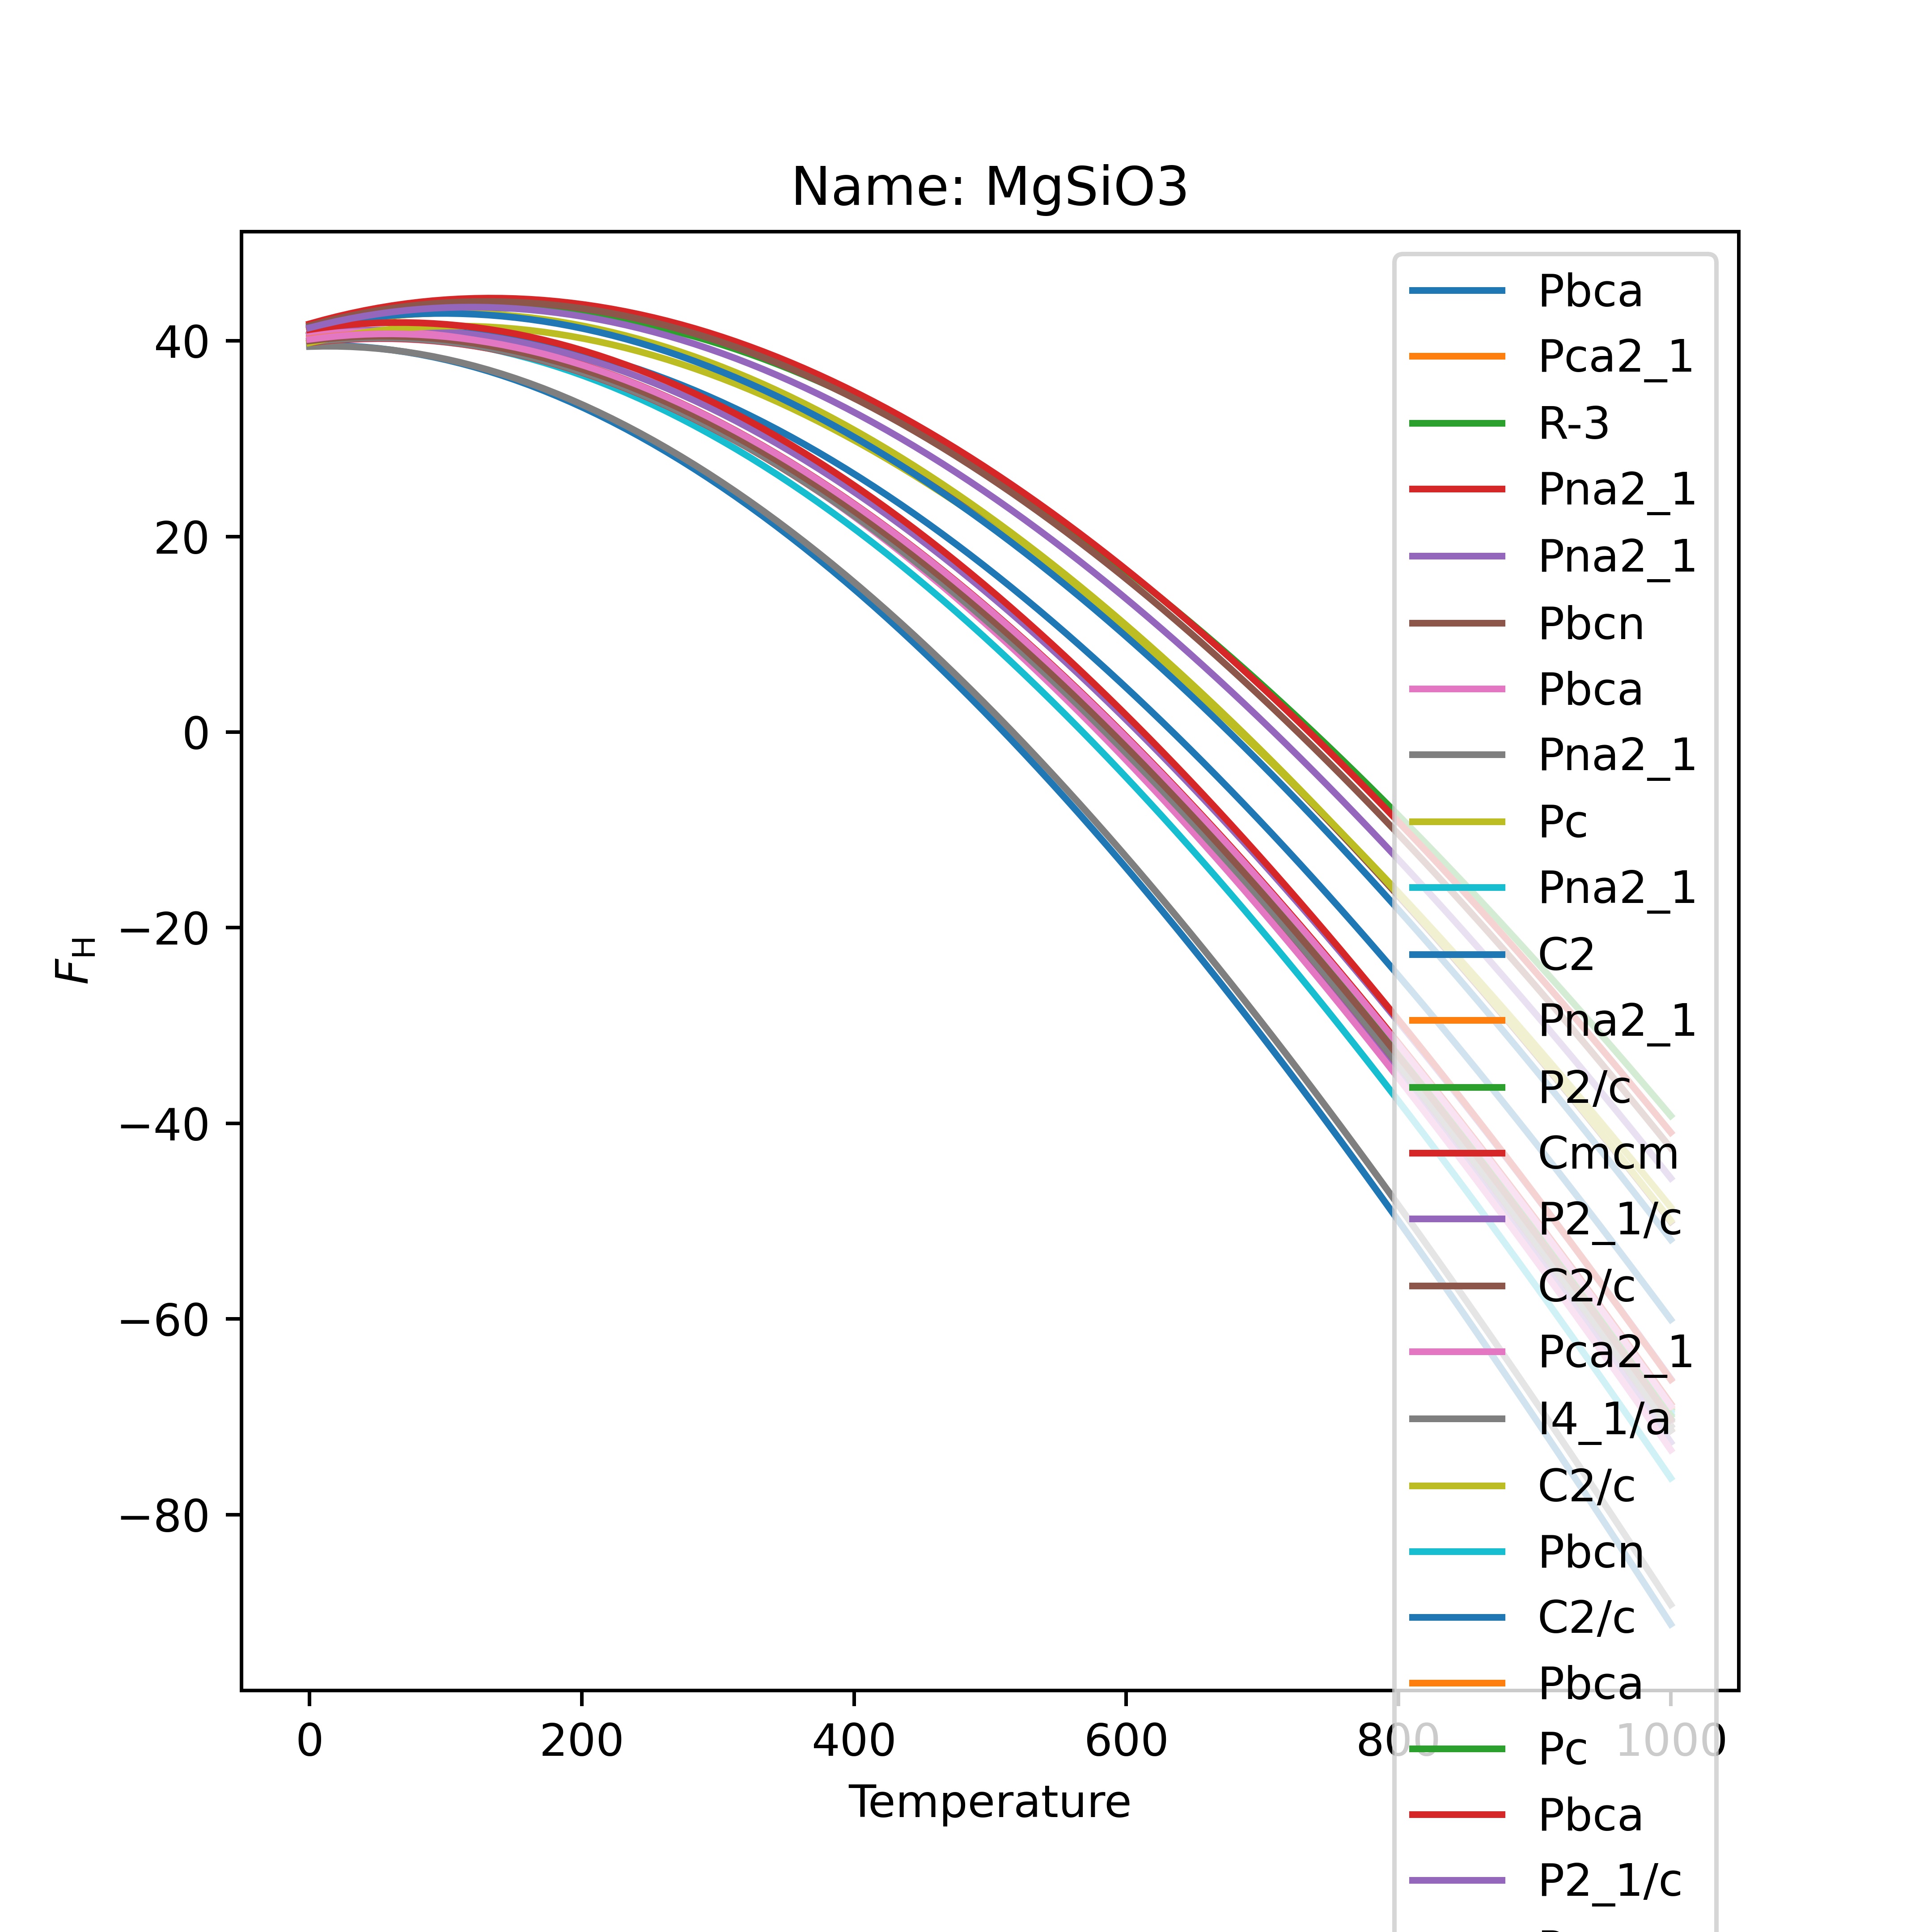 Name: MgSiO3
40
20
0
−20
−40
−60
−80
F_H
0 200 400 600 800 1000
Temperature
Pbca
Pca2_1
R-3
Pna2_1
Pna2_1
Pbcn
Pbca
Pna2_1
Pc
Pna2_1
C2
Pna2_1
P2/c
Cmcm
P2_1/c
C2/c
Pca2_1
I4_1/a
C2/c
Pbcn
C2/c
Pbca
Pc
Pbca
P2_1/c